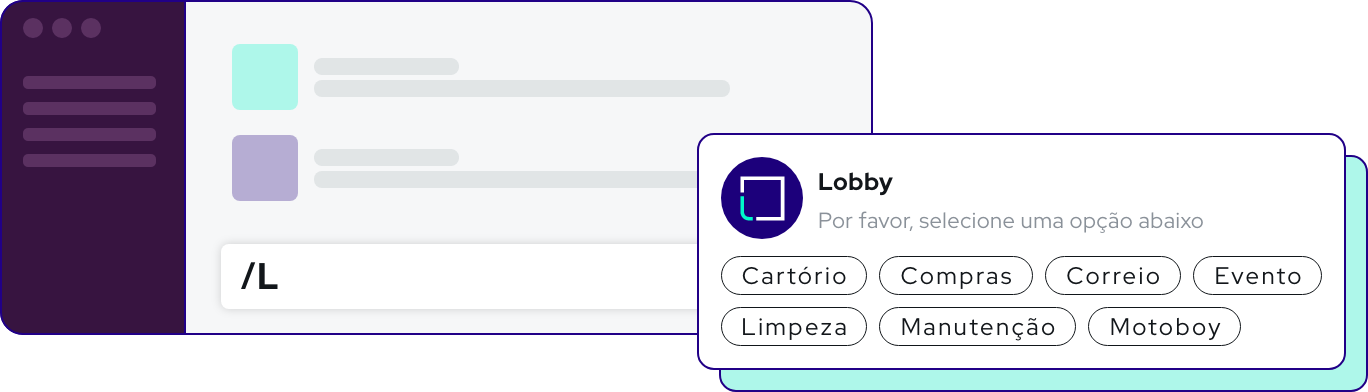 /L
Lobby
Por favor, selecione uma opção abaixo
Cartório Compras Correio Evento
Limpeza Manutenção Motoboy